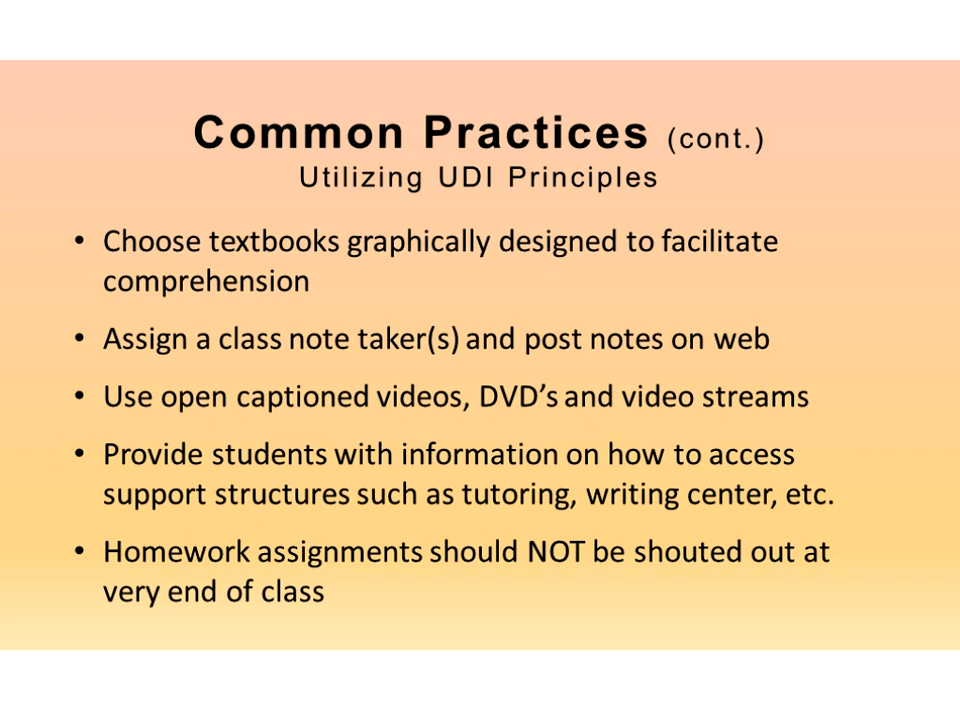 Common Practices (cont.)
Utilizing UDI Principles
• Choose textbooks graphically designed to facilitate
comprehension
• Assign a class note taker(s) and post notes on web
• Use open captioned videos, DVD’s and video streams
• Provide students with information on how to access
support structures such as tutoring, writing center, etc.
• Homework assignments should NOT be shouted out at
very end of class